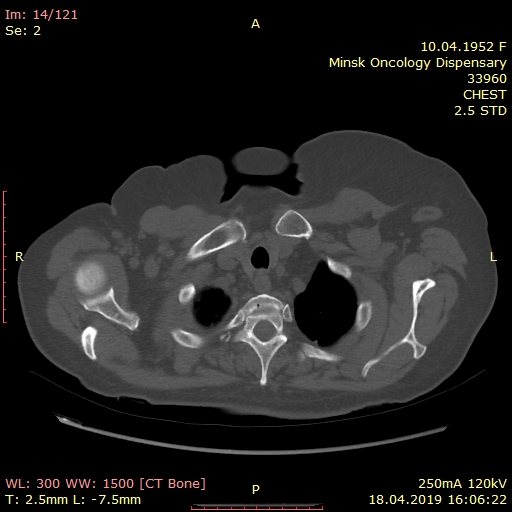 Im: 14/121
Se: 2
A
10.04.1952 F
Minsk Oncology Dispensary
33960
CHEST
2.5 STD
R
L
WL: 300 WW: 1500 [CT Bone]
T: 2.5mm L: -7.5mm
P
250mA 120kV
18.04.2019 16:06:22